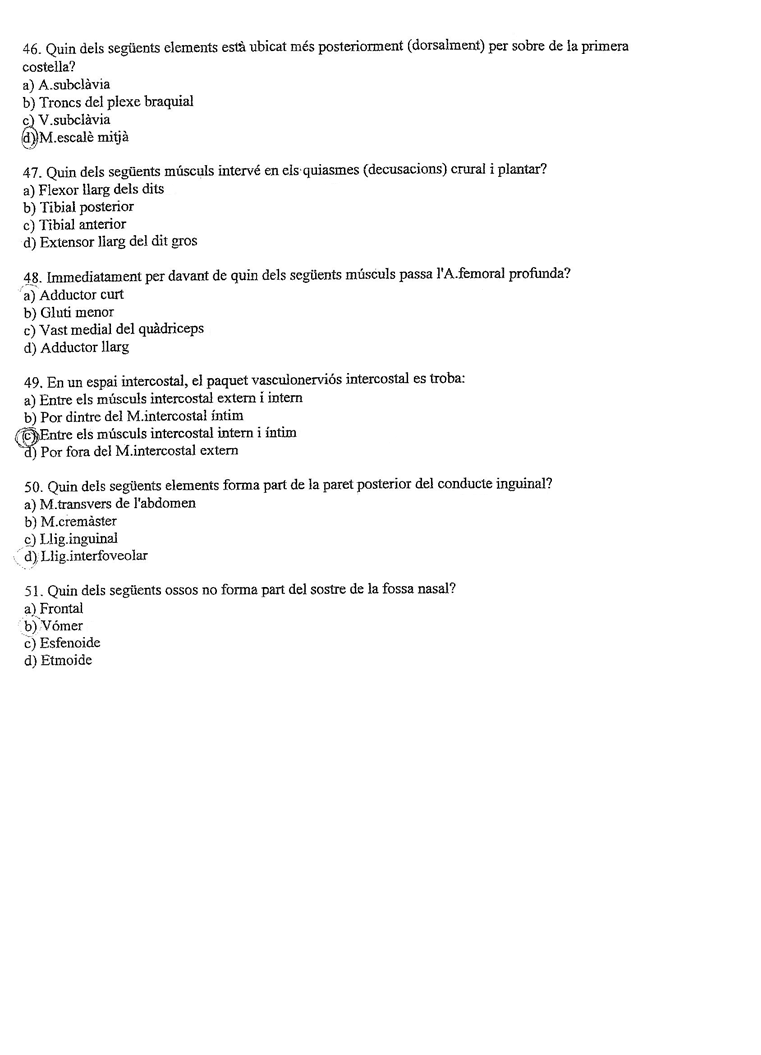 46. Quin dels següents elements està ubicat més posteriorment (dorsalment) per sobre de la primera
costella?
a) A.subclàvia
b) Troncs del plexe braquial
c) V.subclàvia
d) M.escalè mitjà
47. Quin dels següents músculs intervé en els quiasmes (decusacions) crural i plantar?
a) Flexor llarg dels dits
b) Tibial posterior
c) Tibial anterior
d) Extensor llarg del dit gros
48. Immediatament per davant de quin dels següents músculs passa l'A.femoral profunda?
a) Adductor curt
b) Gluti menor
c) Vast medial del quàdriceps
d) Adductor llarg
49. En un espai intercostal, el paquet vasculonerviós intercostal es troba:
a) Entre els músculs intercostal extern i intern
b) Por dintre del M.intercostal íntim
c) Entre els músculs intercostal intern i íntim
d) Por fora del M.intercostal extern
50. Quin dels següents elements forma part de la paret posterior del conducte inguinal?
a) M.transvers de l'abdomen
b) M.cremàster
c) Llig.inguinal
d) Llig.interfoveolar
51. Quin dels següents ossos no forma part del sostre de la fossa nasal?
a) Frontal
b) Vómer
c) Esfenoide
d) Etmoide